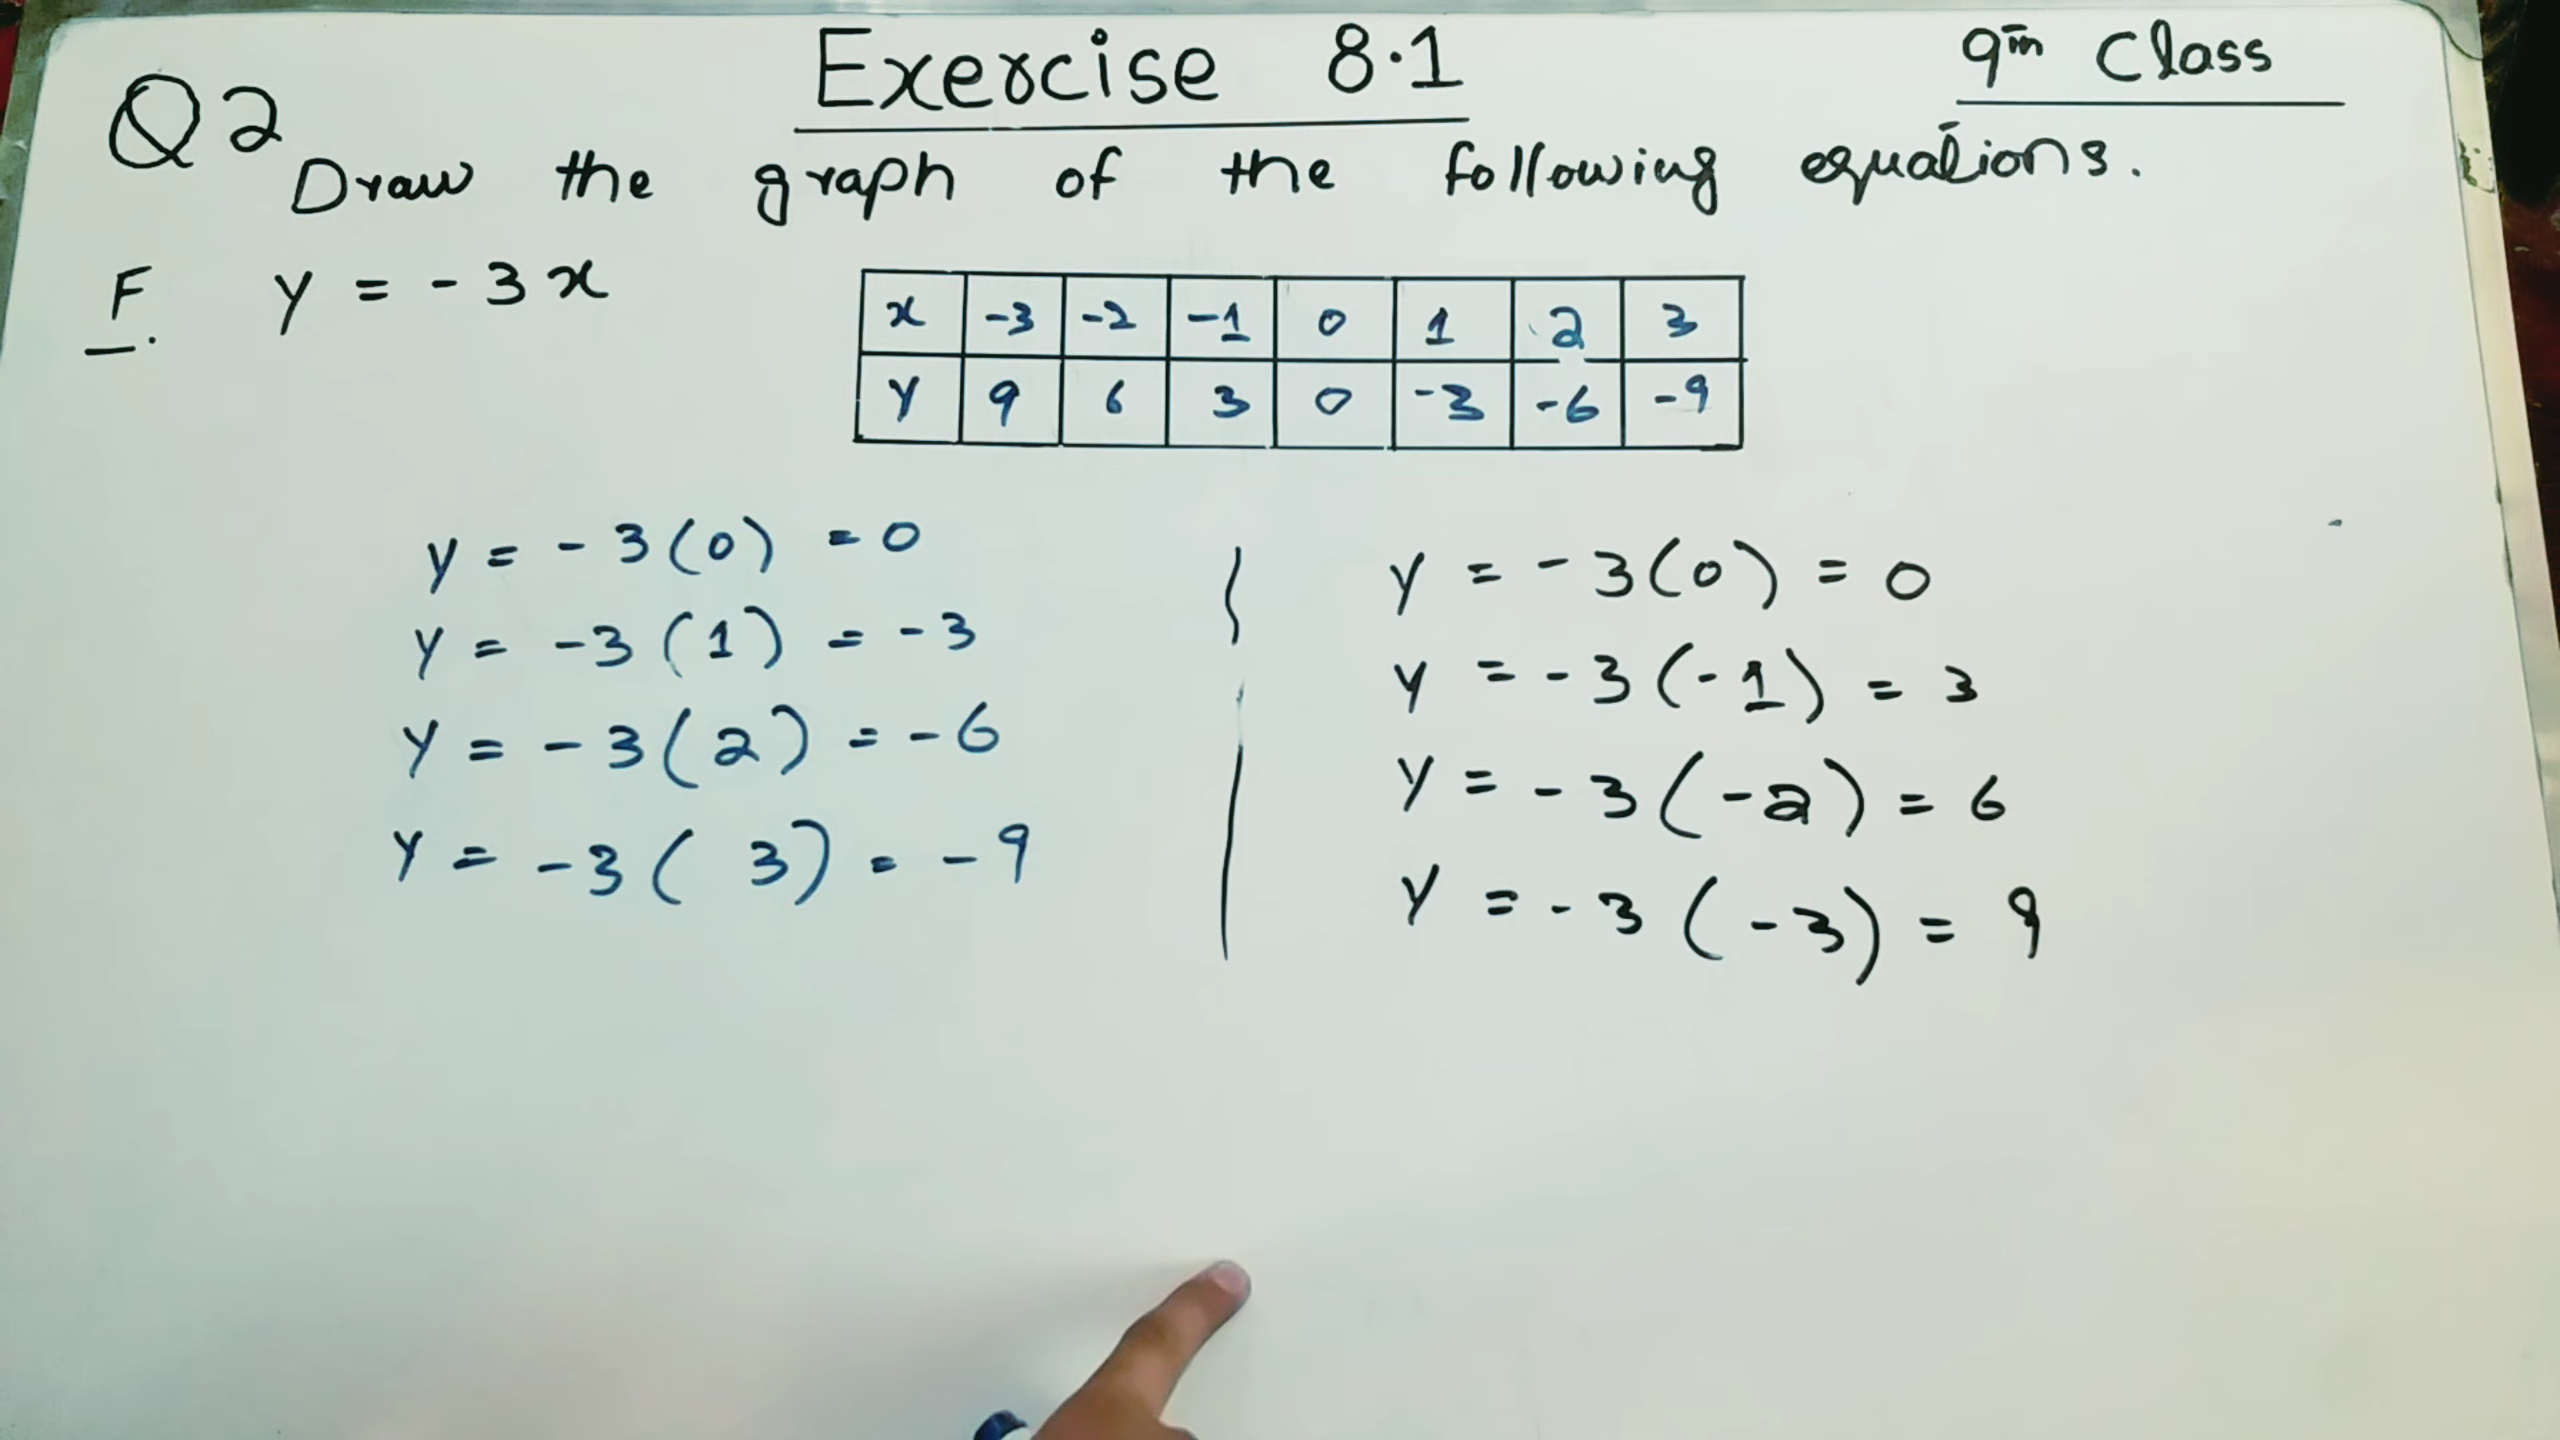 Exercise 8.1
9th Class
Q2
Draw the graph of the following equations.
F. y = -3x
x -3 -2 -1 0 1 2 3
y 9 6 3 0 -3 -6 -9
y = -3(0) = 0
y = -3(1) = -3
y = -3(2) = -6
y = -3(3) = -9
y = -3(0) = 0
y = -3(-1) = 3
y = -3(-2) = 6
y = -3(-3) = 9